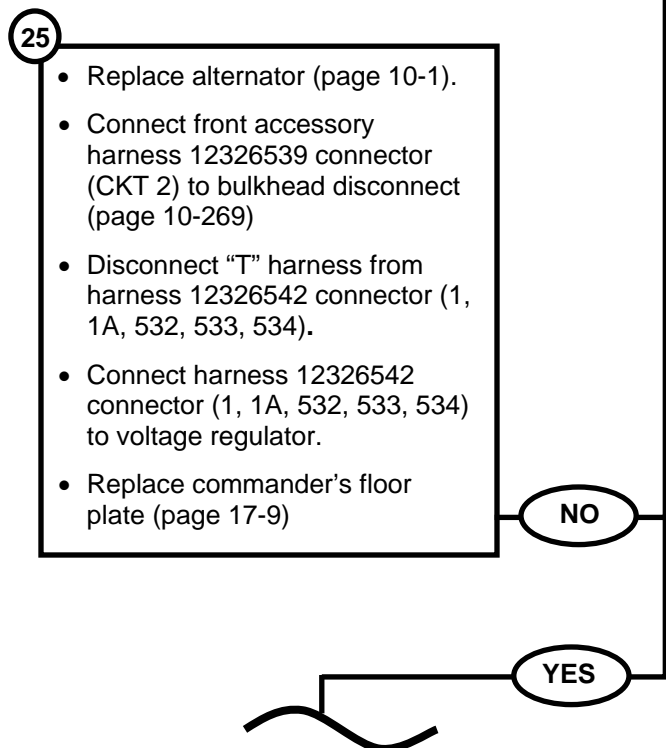 25
• Replace alternator (page 10-1).
• Connect front accessory
harness 12326539 connector
(CKT 2) to bulkhead disconnect
(page 10-269)
• Disconnect “T” harness from
harness 12326542 connector (1,
1A, 532, 533, 534).
• Connect harness 12326542
connector (1, 1A, 532, 533, 534)
to voltage regulator.
• Replace commander’s floor
plate (page 17-9)
NO
YES